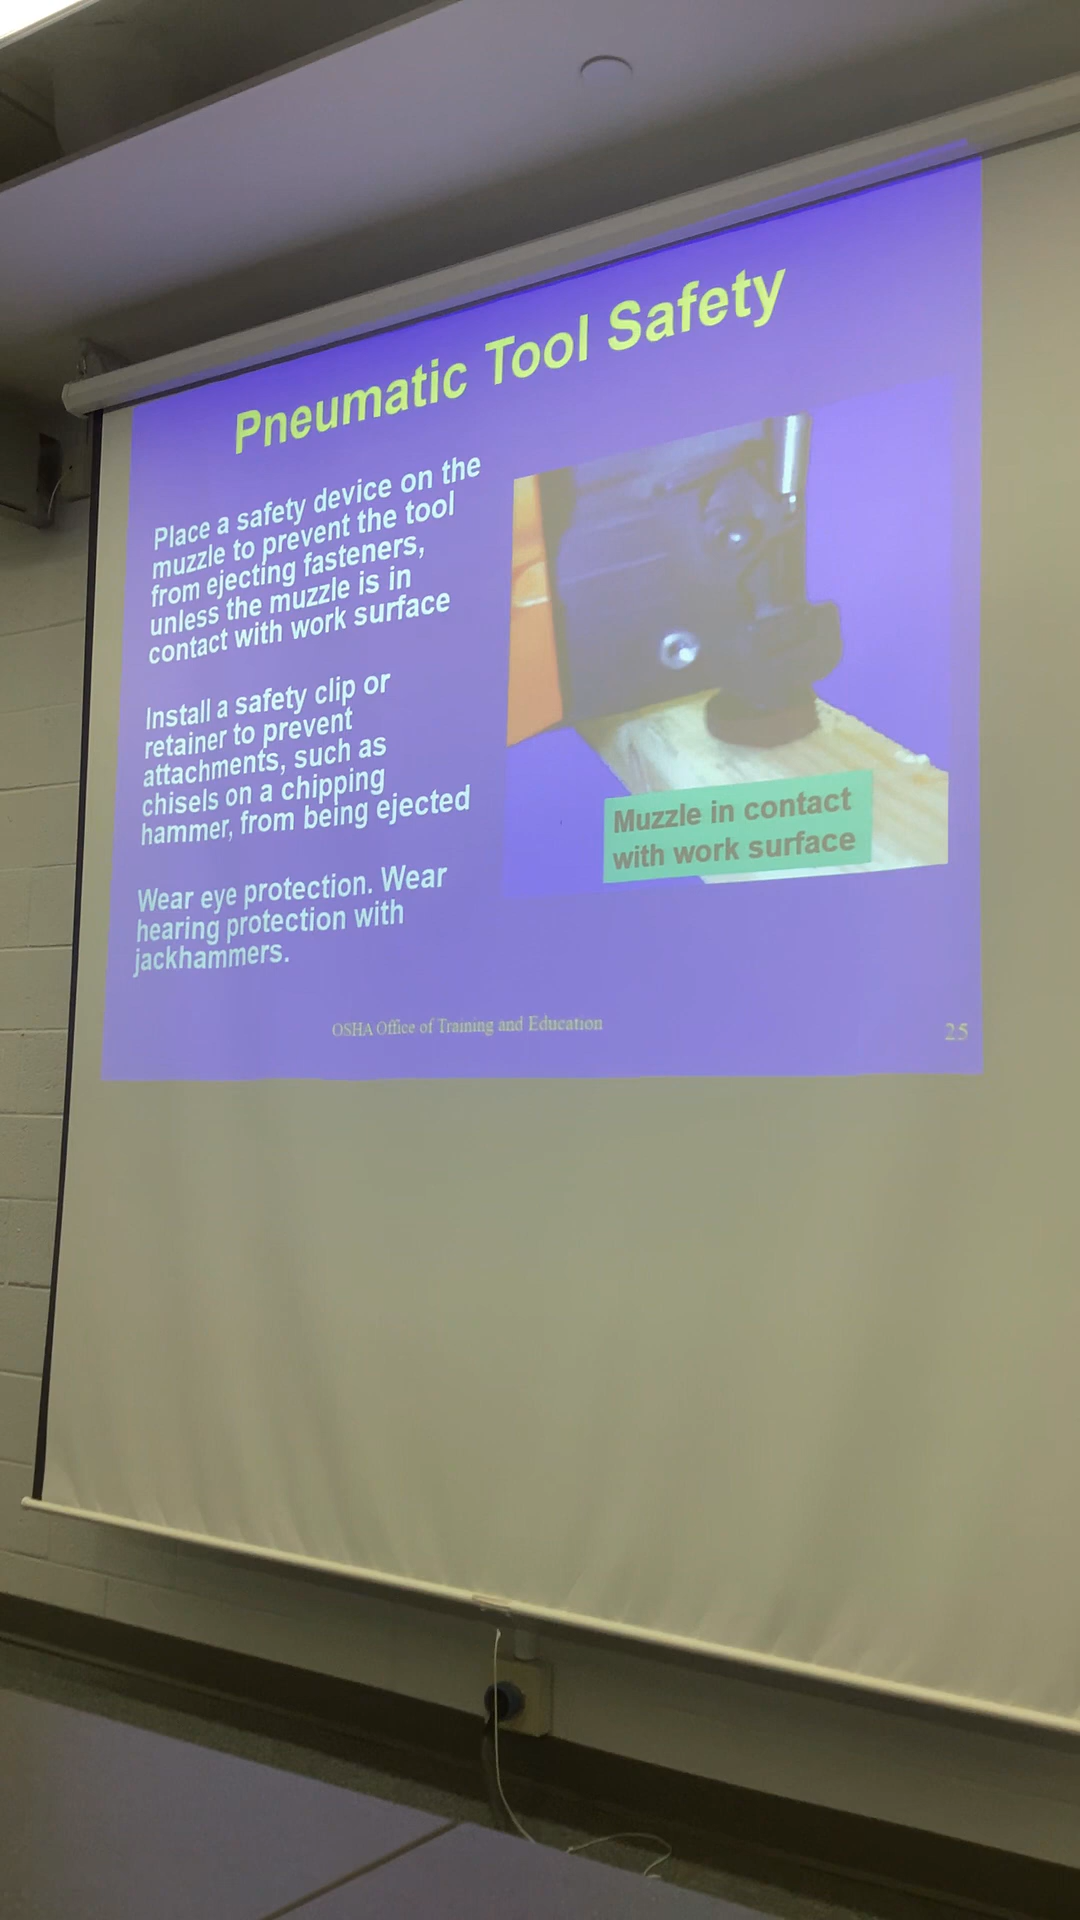 Pneumatic Tool Safety
Place a safety device on the
muzzle to prevent the tool
from ejecting fasteners,
unless the muzzle is in
contact with work surface
Install a safety clip or
retainer to prevent
attachments, such as
chisels on a chipping
hammer, from being ejected
Wear eye protection. Wear
hearing protection with
jackhammers.
Muzzle in contact
with work surface
OSHA Office of Training and Education
25